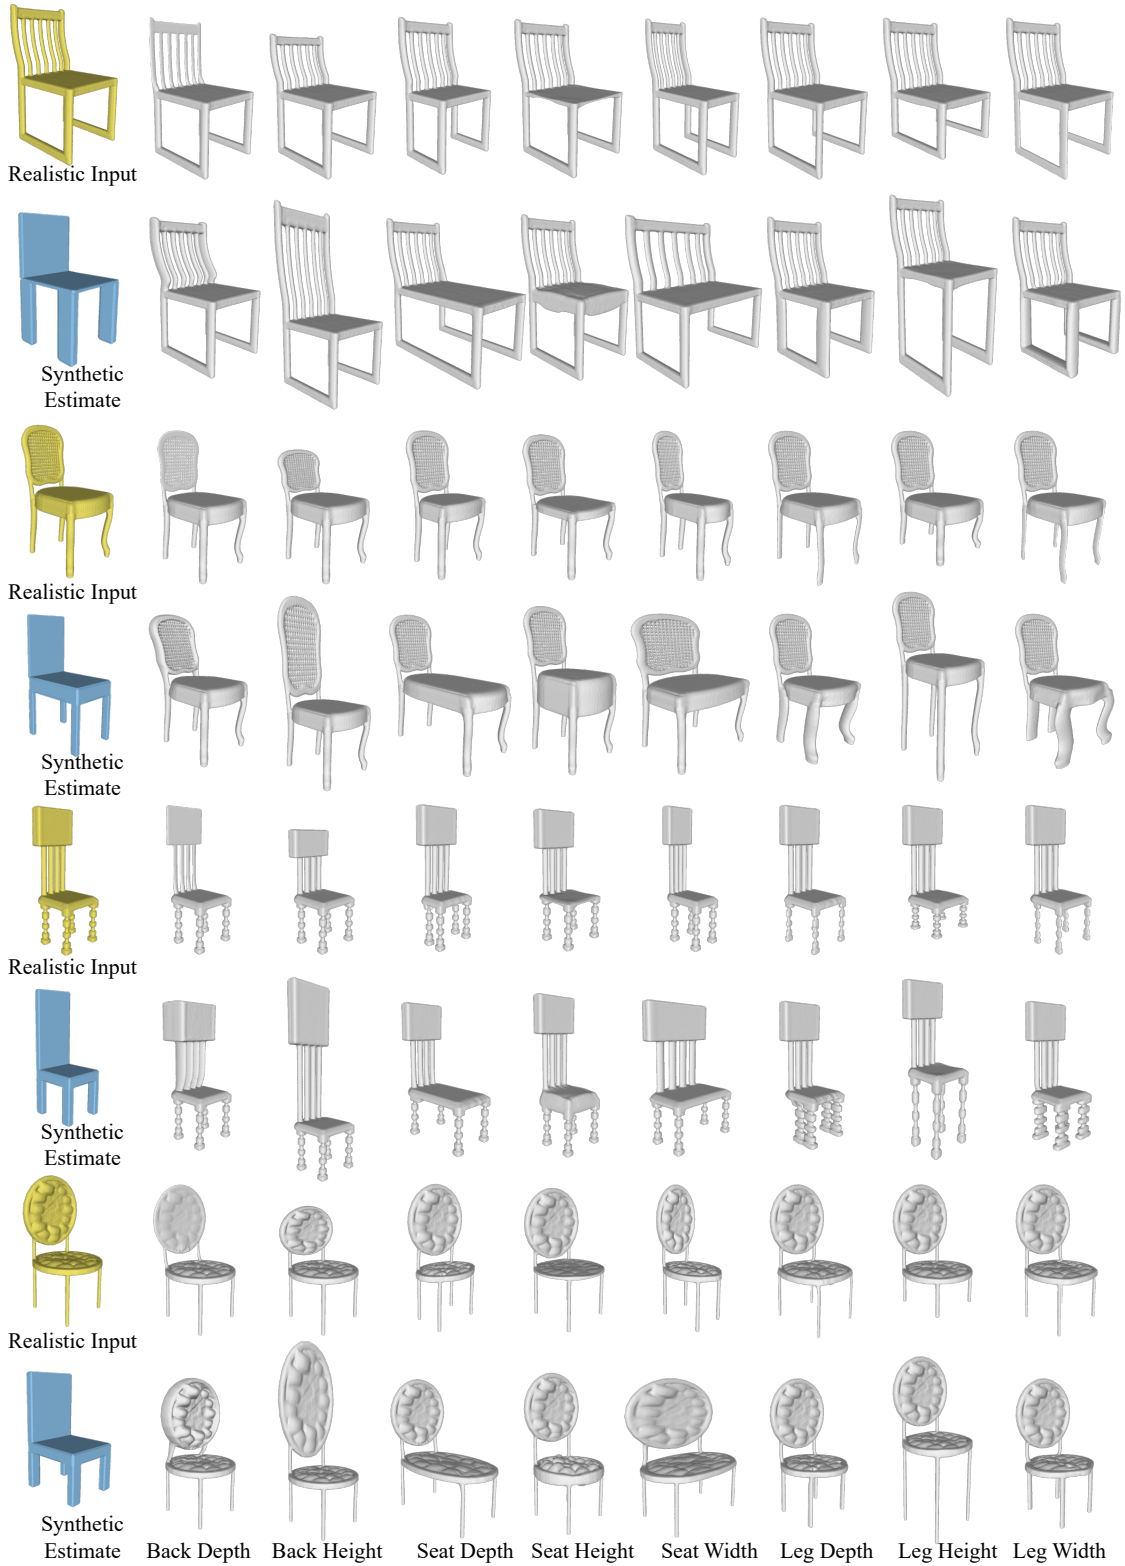 Realistic Input
Synthetic
Estimate
Realistic Input
Synthetic
Estimate
Realistic Input
Synthetic
Estimate
Realistic Input
Synthetic
Estimate
Back Depth
Back Height
Seat Depth
Seat Height
Seat Width
Leg Depth
Leg Height
Leg Width